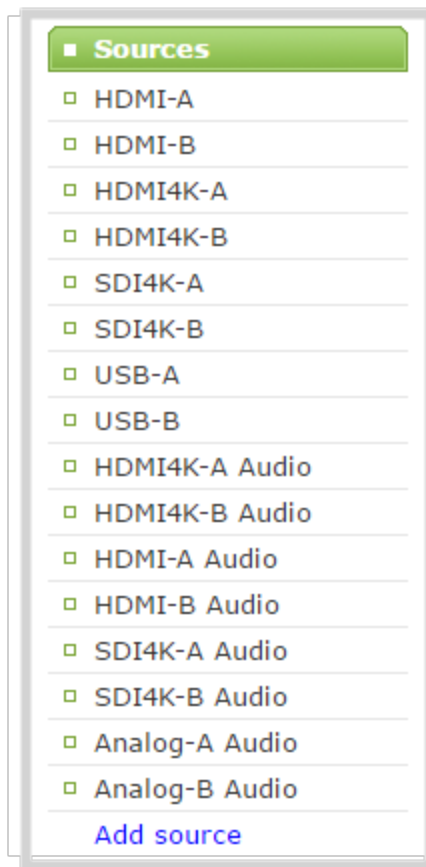 Sources
HDMI-A
HDMI-B
HDMI4K-A
HDMI4K-B
SDI4K-A
SDI4K-B
USB-A
USB-B
HDMI4K-A Audio
HDMI4K-B Audio
HDMI-A Audio
HDMI-B Audio
SDI4K-A Audio
SDI4K-B Audio
Analog-A Audio
Analog-B Audio
Add source